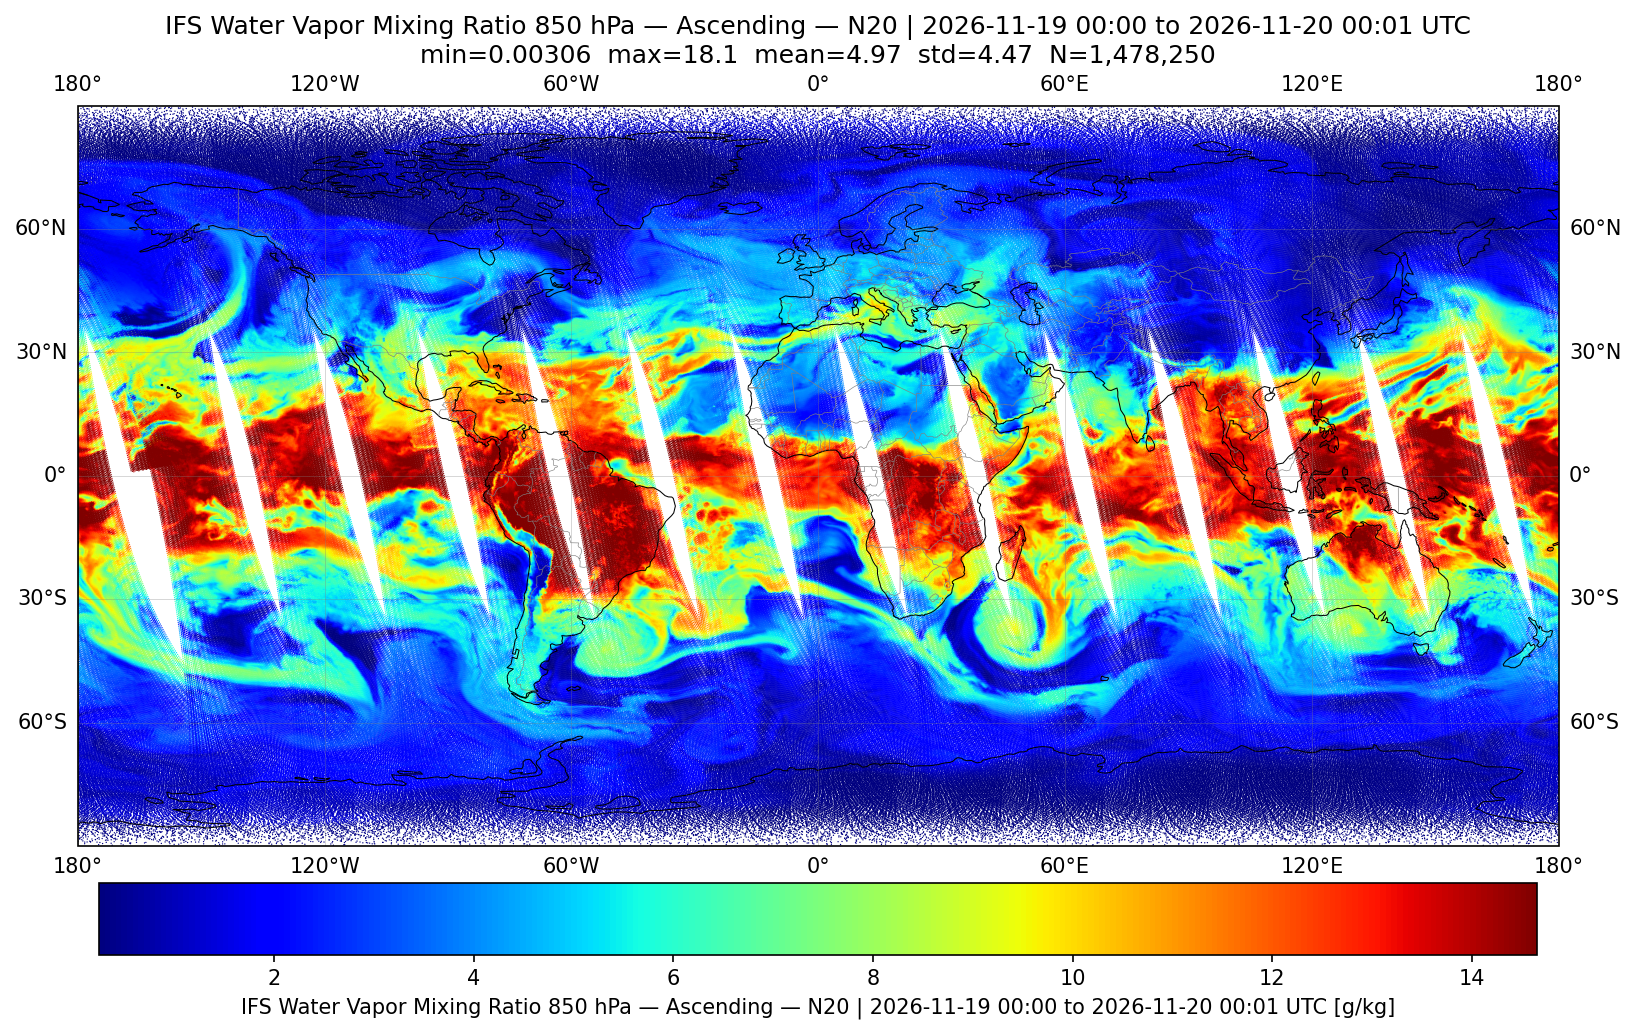 IFS Water Vapor Mixing Ratio 850 hPa — Ascending — N20 | 2026-11-19 00:00 to 2026-11-20 00:01 UTC
min=0.00306  max=18.1  mean=4.97  std=4.47  N=1,478,250
180° 120°W 60°W 0° 60°E 120°E 180°
60°N 60°N
30°N 30°N
0° 0°
30°S 30°S
60°S 60°S
180° 120°W 60°W 0° 60°E 120°E 180°
2 4 6 8 10 12 14
IFS Water Vapor Mixing Ratio 850 hPa — Ascending — N20 | 2026-11-19 00:00 to 2026-11-20 00:01 UTC [g/kg]